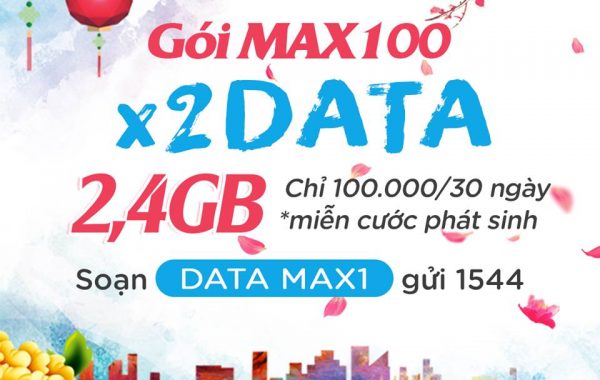 Gói MAX100
x2DATA
2,4GB
Chỉ 100.000/30 ngày
*miễn cước phát sinh
Soạn DATA MAX1 gửi 1544